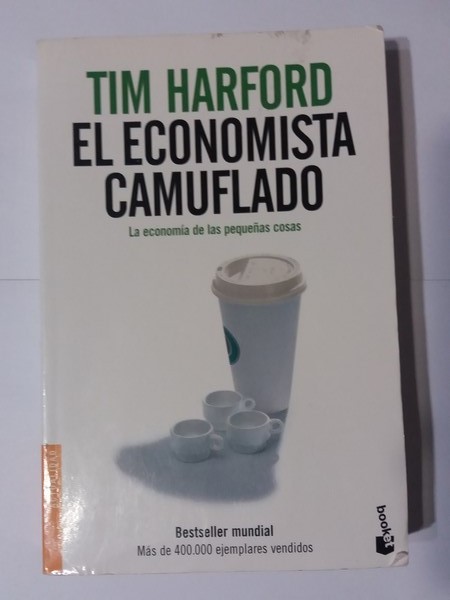 TIM HARFORD
EL ECONOMISTA
CAMUFLADO
La economía de las pequeñas cosas
Bestseller mundial
Más de 400.000 ejemplares vendidos
booket